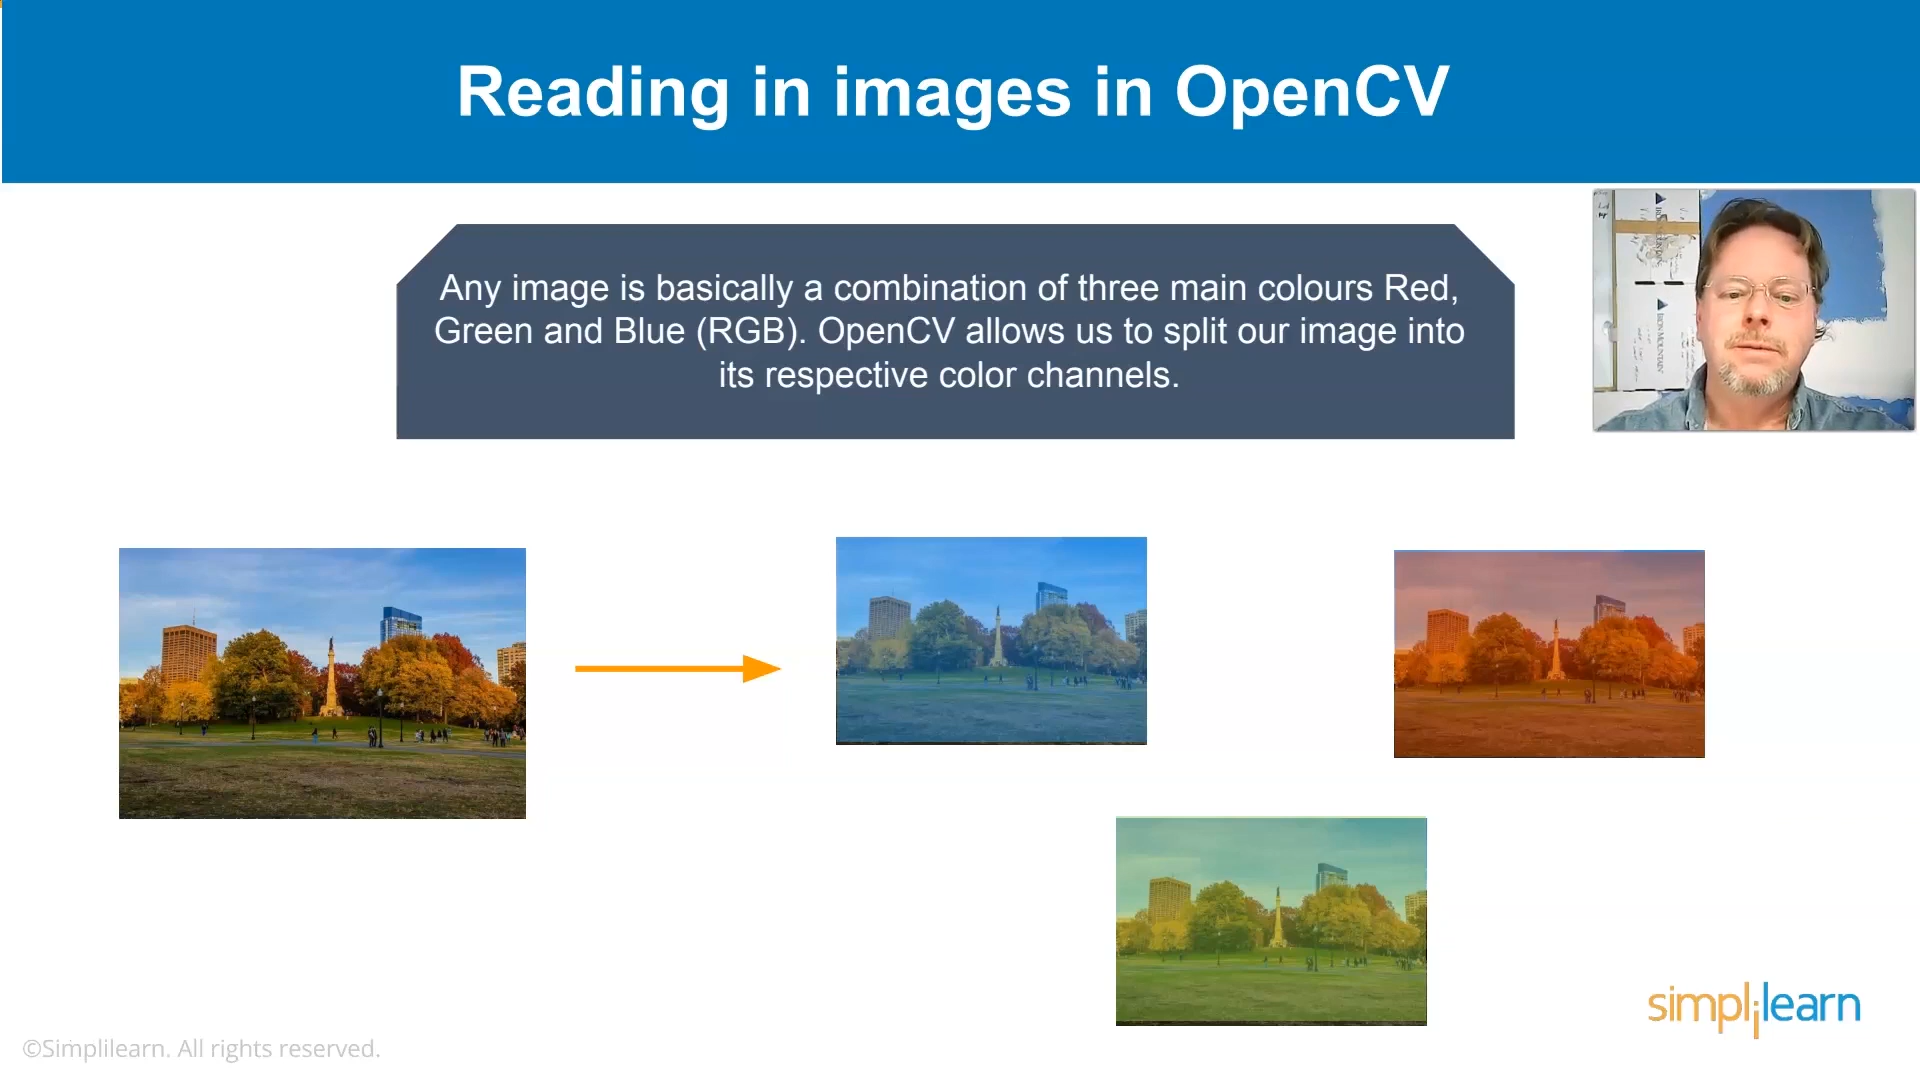 Reading in images in OpenCV
Any image is basically a combination of three main colours Red,
Green and Blue (RGB). OpenCV allows us to split our image into
its respective color channels.
simplilearn
©Simplilearn. All rights reserved.